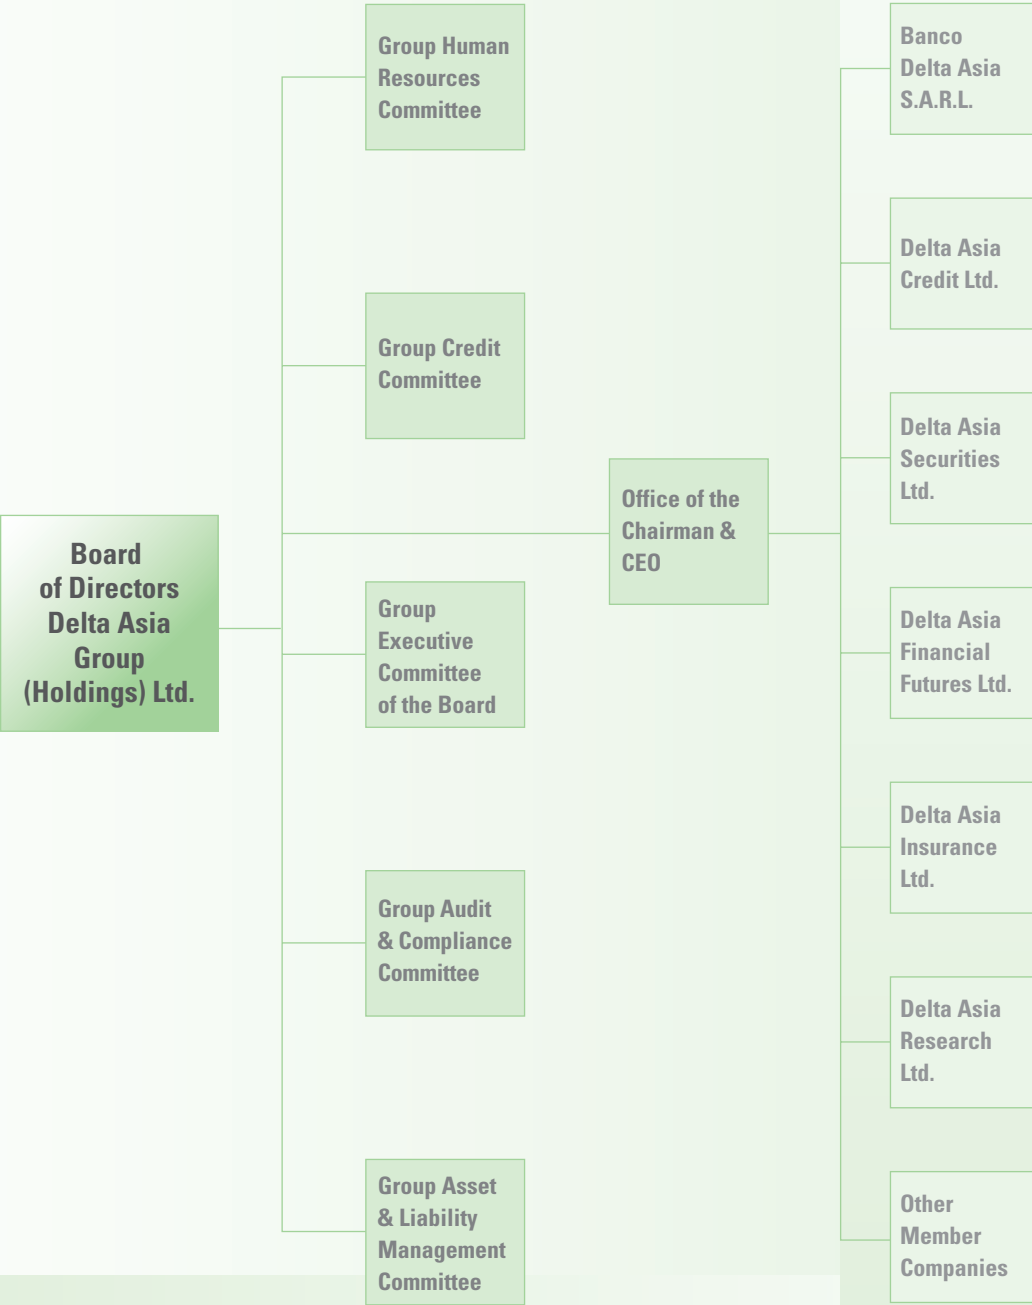 Board
of Directors
Delta Asia
Group
(Holdings) Ltd.
Group Human
Resources
Committee
Group Credit
Committee
Group
Executive
Committee
of the Board
Group Audit
& Compliance
Committee
Group Asset
& Liability
Management
Committee
Office of the
Chairman &
CEO
Banco
Delta Asia
S.A.R.L.
Delta Asia
Credit Ltd.
Delta Asia
Securities
Ltd.
Delta Asia
Financial
Futures Ltd.
Delta Asia
Insurance
Ltd.
Delta Asia
Research
Ltd.
Other
Member
Companies